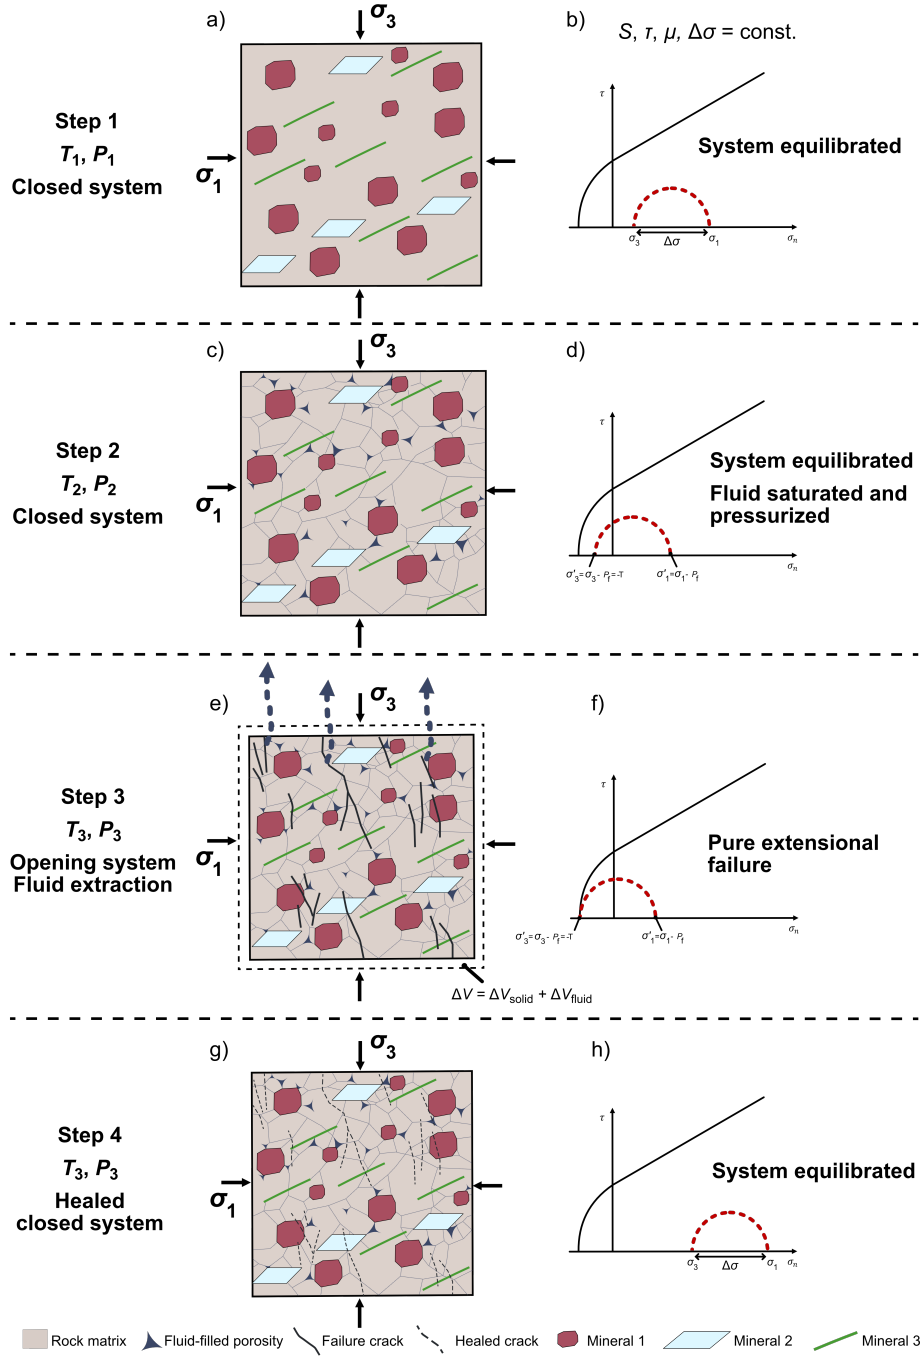 a)
σ3
b)
S, τ, μ, Δσ = const.
Step 1
T1, P1
Closed system
σ1
τ
System equilibrated
σ3
Δσ
σ1
σn
c)
σ3
d)
Step 2
T2, P2
Closed system
σ1
τ
System equilibrated
Fluid saturated and
pressurized
σ'3=σ3- Pf=-T
σ'1=σ1- Pf
σn
e)
σ3
f)
Step 3
T3, P3
Opening system
Fluid extraction
σ1
τ
Pure extensional
failure
σ'3=σ3- Pf=-T
σ'1=σ1- Pf
σn
ΔV = ΔVsolid + ΔVfluid
g)
σ3
h)
Step 4
T3, P3
Healed
closed system
σ1
τ
System equilibrated
σ3
Δσ
σ1
σn
Rock matrix
Fluid-filled porosity
Failure crack
Healed crack
Mineral 1
Mineral 2
Mineral 3